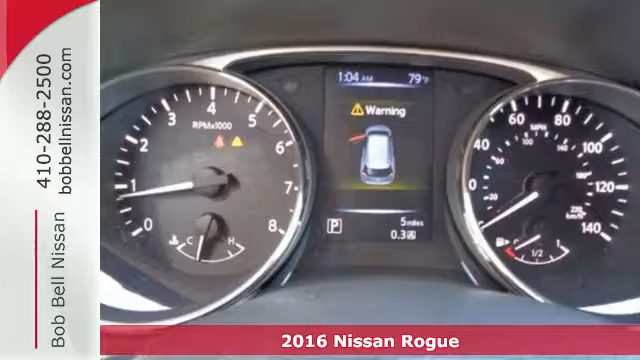 410-288-2500
bobbellnissan.com
Bob Bell Nissan
1:04 AM 79°F
Warning
RPMx1000
0 1 2 3 4 5 6 7 8
C H
P
5 miles
0.3 A
MPH
0 20 40 60 80 100 120 140
220
km/h
1/2
2016 Nissan Rogue